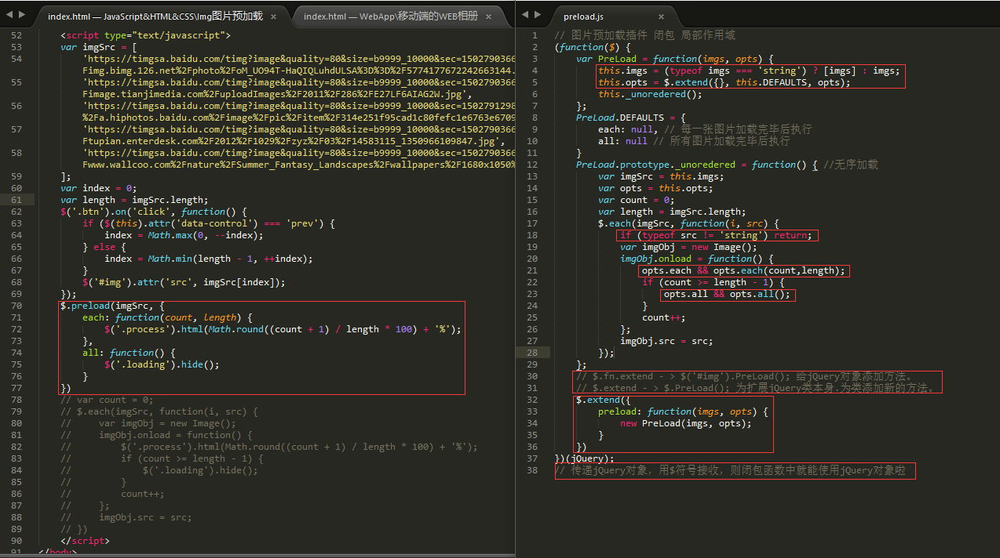 index.html — JavaScript&HTML&CSS\Img图片预加载 ×
index.html — WebApp\移动端的WEB相册 ×
52 <script type="text/javascript">
53 var imgSrc = [
54 'https://timgsa.baidu.com/timg?image&quality=80&size=b9999_10000&sec=1502790366
Fimg.bimg.126.net%2Fphoto%2FoM_UO94T-HaQIQLuhdULSA%3D%3D%2F5774177672242663144.
55 'https://timgsa.baidu.com/timg?image&quality=80&size=b9999_10000&sec=1502790366
Fimage.tianjimedia.com%2FuploadImages%2F2011%2F286%2FE27LF6AIAG2W.jpg',
56 'https://timgsa.baidu.com/timg?image&quality=80&size=b9999_10000&sec=1502791298
%2Fa.hiphotos.baidu.com%2Fimage%2Fpic%2Fitem%2F314e251f95cad1c80fefc1e6763e6709
57 'https://timgsa.baidu.com/timg?image&quality=80&size=b9999_10000&sec=1502790366
Ftupian.enterdesk.com%2F2012%2F1029%2Fzyz%2F03%2F14583115_1350966109847.jpg',
58 'https://timgsa.baidu.com/timg?image&quality=80&size=b9999_10000&sec=1502790366
Fwww.wallcoo.com%2Fnature%2FSummer_Fantasy_Landscapes%2Fwallpapers%2F1680x1050%
59 ];
60 var index = 0;
61 var length = imgSrc.length;
62 $('.btn').on('click', function() {
63 if ($(this).attr('data-control') === 'prev') {
64 index = Math.max(0, --index);
65 } else {
66 index = Math.min(length - 1, ++index);
67 }
68 $('#img').attr('src', imgSrc[index]);
69 });
70 $.preload(imgSrc, {
71 each: function(count, length) {
72 $('.process').html(Math.round((count + 1) / length * 100) + '%');
73 },
74 all: function() {
75 $('.loading').hide();
76 }
77 })
78 // var count = 0;
79 // $.each(imgSrc, function(i, src) {
80 // var imgObj = new Image();
81 // imgObj.onload = function() {
82 // $('.process').html(Math.round((count + 1) / length * 100) + '%');
83 // if (count >= length - 1) {
84 // $('.loading').hide();
85 // }
86 // count++;
87 // };
88 // imgObj.src = src;
89 // })
90 </script>
91 </body>
preload.js ×
1 // 图片预加载插件 闭包 局部作用域
2 (function($) {
3 var PreLoad = function(imgs, opts) {
4 this.imgs = (typeof imgs === 'string') ? [imgs] : imgs;
5 this.opts = $.extend({}, this.DEFAULTS, opts);
6 this._unoredered();
7 };
8 PreLoad.DEFAULTS = {
9 each: null, // 每一张图片加载完毕后执行
10 all: null // 所有图片加载完毕后执行
11 }
12 PreLoad.prototype._unoredered = function() { //无序加载
13 var imgSrc = this.imgs;
14 var opts = this.opts;
15 var count = 0;
16 var length = imgSrc.length;
17 $.each(imgSrc, function(i, src) {
18 if (typeof src != 'string') return;
19 var imgObj = new Image();
20 imgObj.onload = function() {
21 opts.each && opts.each(count,length);
22 if (count >= length - 1) {
23 opts.all && opts.all();
24 }
25 count++;
26 };
27 imgObj.src = src;
28 });
29 };
30 // $.fn.extend - > $('#img').PreLoad(); 给jQuery对象添加方法。
31 // $.extend - > $.PreLoad(); 为扩展jQuery类本身.为类添加新的方法。
32 $.extend({
33 preload: function(imgs, opts) {
34 new PreLoad(imgs, opts);
35 }
36 })
37 })(jQuery);
38 // 传递jQuery对象，用$符号接收，则闭包函数中就能使用jQuery对象啦